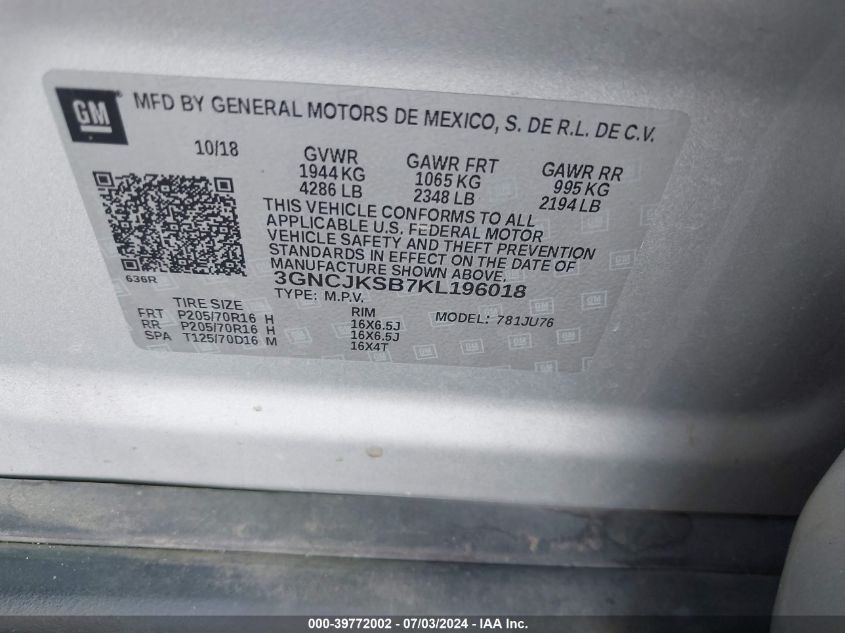 GM ® MFD BY GENERAL MOTORS DE MEXICO, S. DE R.L. DE C.V.
10/18 GVWR GAWR FRT GAWR RR
1944 KG 1065 KG 995 KG
4286 LB 2348 LB 2194 LB
THIS VEHICLE CONFORMS TO ALL
APPLICABLE U.S. FEDERAL MOTOR
VEHICLE SAFETY AND THEFT PREVENTION
STANDARDS IN EFFECT ON THE DATE OF
MANUFACTURE SHOWN ABOVE.
636R 3GNCJKSB7KL196018
TYPE: M.P.V. MODEL: 781JU76
TIRE SIZE RIM
FRT P205/70R16 H 16X6.5J
RR P205/70R16 H 16X6.5J
SPA T125/70D16 M 16X4T
000-39772002 - 07/03/2024 - IAA Inc.